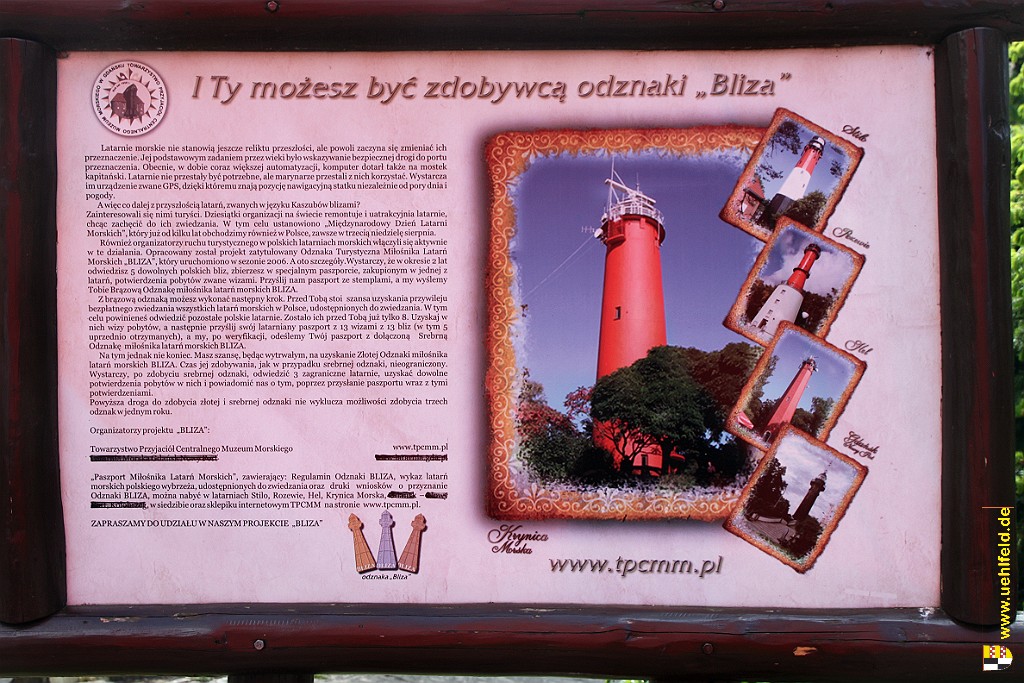 TOWARZYSTWO PRZYJACIÓŁ CENTRALNEGO MUZEUM MORSKIEGO W GDAŃSKU
I Ty możesz być zdobywcą odznaki „Bliza”
Latarnie morskie nie stanowią jeszcze reliktu przeszłości, ale powoli zaczyna się zmieniać ich
przeznaczenie. Jej podstawowym zadaniem przez wieki było wskazywanie bezpiecznej drogi do portu
przeznaczenia. Obecnie, w dobie coraz większej automatyzacji, komputer dotarł także na mostek
kapitański. Latarnie nie przestały być potrzebne, ale marynarze przestali z nich korzystać. Wystarcza
im urządzenie zwane GPS, dzięki któremu znają pozycję nawigacyjną statku niezależnie od pory dnia i
pogody.
A więc co dalej z przyszłością latarń, zwanych w języku Kaszubów blizami?
Zainteresowali się nimi turyści. Dziesiątki organizacji na świecie remontuje i uatrakcyjnia latarnie,
chcąc zachęcić do ich zwiedzania. W tym celu ustanowiono „Międzynarodowy Dzień Latarni
Morskich”, który już od kilku lat obchodzimy również w Polsce, zawsze w trzecią niedzielę sierpnia.
Również organizatorzy ruchu turystycznego w polskich latarniach morskich włączyli się aktywnie
w te działania. Opracowany został projekt zatytułowany Odznaka Turystyczna Miłośnika Latarń
Morskich „BLIZA”, który uruchomiono w sezonie 2006. A oto szczegóły. Wystarczy, że w okresie 2 lat
odwiedzisz 5 dowolnych polskich bliz, zbierzesz w specjalnym paszporcie, zakupionym w jednej z
latarń, potwierdzenia pobytów zwane wizami. Przyślij nam paszport ze stemplami, a my wyślemy
Tobie Brązową Odznakę miłośnika latarń morskich BLIZA.
Z brązową odznaką możesz wykonać następny krok. Przed Tobą stoi szansa uzyskania przywileju
bezpłatnego zwiedzania wszystkich latarń morskich w Polsce, udostępnionych do zwiedzania. W tym
celu powinieneś odwiedzić pozostałe polskie latarnie. Zostało ich przed Tobą już tylko 8. Uzyskaj w
nich wizy pobytów, a następnie przyślij swój latarniany paszport z 13 wizami z 13 bliz (w tym 5
uprzednio otrzymanych), a my, po weryfikacji, odeślemy Twój paszport z dołączoną Srebrną
Odznakę miłośnika latarń morskich BLIZA.
Na tym jednak nie koniec. Masz szansę, będąc wytrwałym, na uzyskanie Złotej Odznaki miłośnika
latarń morskich BLIZA. Czas jej zdobywania, jak w przypadku srebrnej odznaki, nieograniczony.
Wystarczy, po zdobyciu srebrnej odznaki, odwiedzić 3 zagraniczne latarnie, uzyskać dowolne
potwierdzenia pobytów w nich i powiadomić nas o tym, poprzez przysłanie paszportu wraz z tymi
potwierdzeniami.
Powyższa droga do zdobycia złotej i srebrnej odznaki nie wyklucza możliwości zdobycia trzech
odznak w jednym roku.
Organizatorzy projektu „BLIZA”:
Towarzystwo Przyjaciół Centralnego Muzeum Morskiego www.tpcmm.pl
„Paszport Miłośnika Latarń Morskich”, zawierający: Regulamin Odznaki BLIZA, wykaz latarń
morskich polskiego wybrzeża, udostępnionych do zwiedzania oraz druki wniosków o przyznanie
Odznaki BLIZA, można nabyć w latarniach Stilo, Rozewie, Hel, Krynica Morska,
w siedzibie oraz sklepiku internetowym TPCMM na stronie www.tpcmm.pl.
ZAPRASZAMY DO UDZIAŁU W NASZYM PROJEKCIE „BLIZA”
BLIZA BLIZA BLIZA
odznaka „Bliza”
Krynica
Morska
www.tpcmm.pl
Stilo
Rozewie
Hel
Gdańsk
www.uehlfeld.de